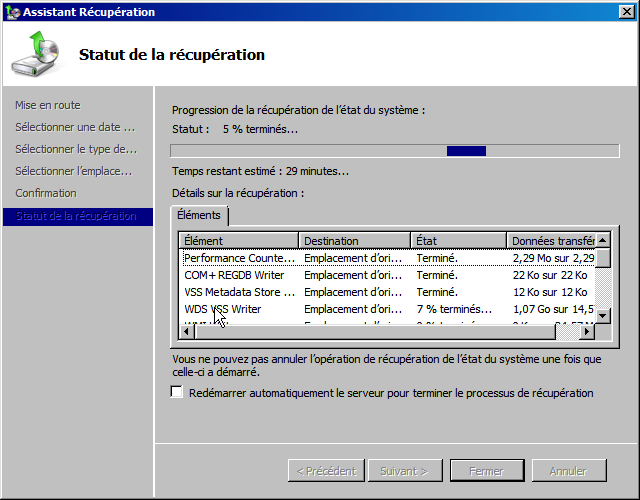 Assistant Récupération
Statut de la récupération
Mise en route
Sélectionner une date ...
Sélectionner le type de...
Sélectionner l'emplace...
Confirmation
Statut de la récupération
Progression de la récupération de l'état du système :
Statut : 5 % terminés...
Temps restant estimé : 29 minutes...
Détails sur la récupération :
Éléments
Élément Destination État Données transfér
Performance Counte... Emplacement d'ori... Terminé. 2,29 Mo sur 2,29
COM+ REGDB Writer Emplacement d'ori... Terminé. 22 Ko sur 22 Ko
VSS Metadata Store ... Emplacement d'ori... Terminé. 12 Ko sur 12 Ko
WDS VSS Writer Emplacement d'ori... 7 % terminés... 1,07 Go sur 14,5
Vous ne pouvez pas annuler l'opération de récupération de l'état du système une fois que
celle-ci a démarré.
Redémarrer automatiquement le serveur pour terminer le processus de récupération
< Précédent Suivant > Fermer Annuler